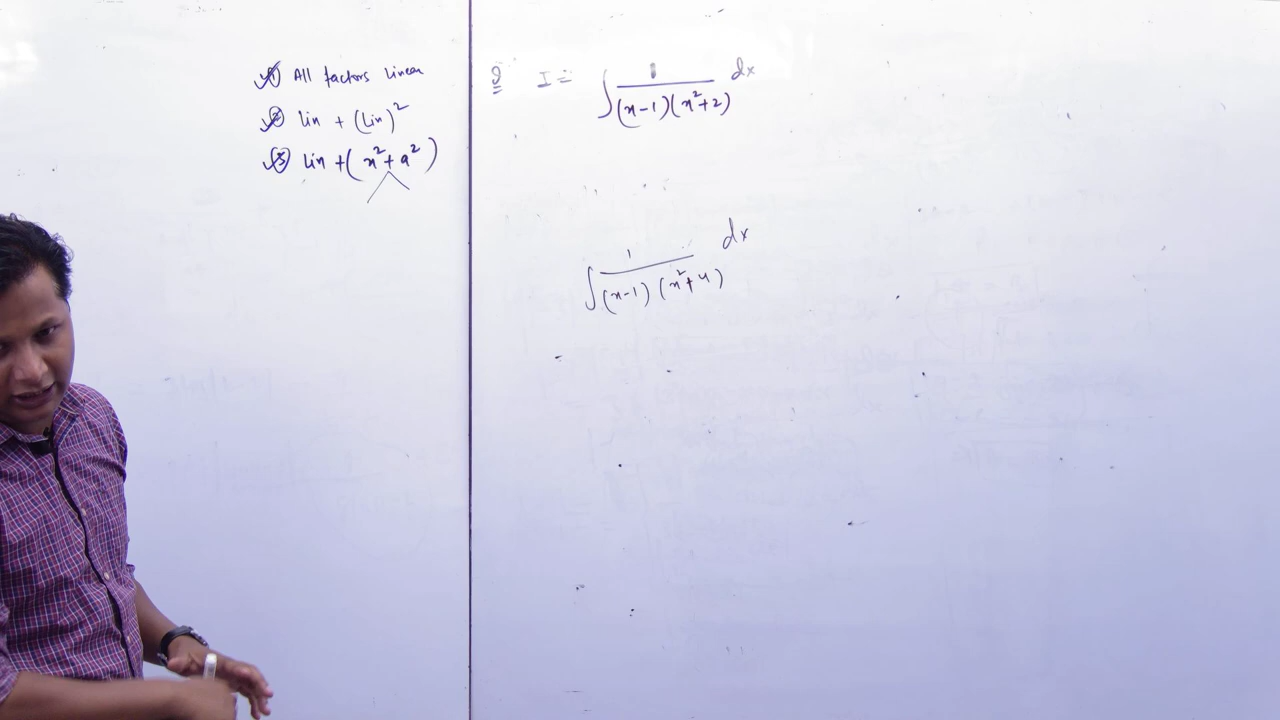 ① All factors linear
② Lin + (Lin)²
③ Lin + (x² + a²)
Q I = ∫ 1/((x-1)(x²+2)) dx
∫ 1/((x-1)(x²+4)) dx